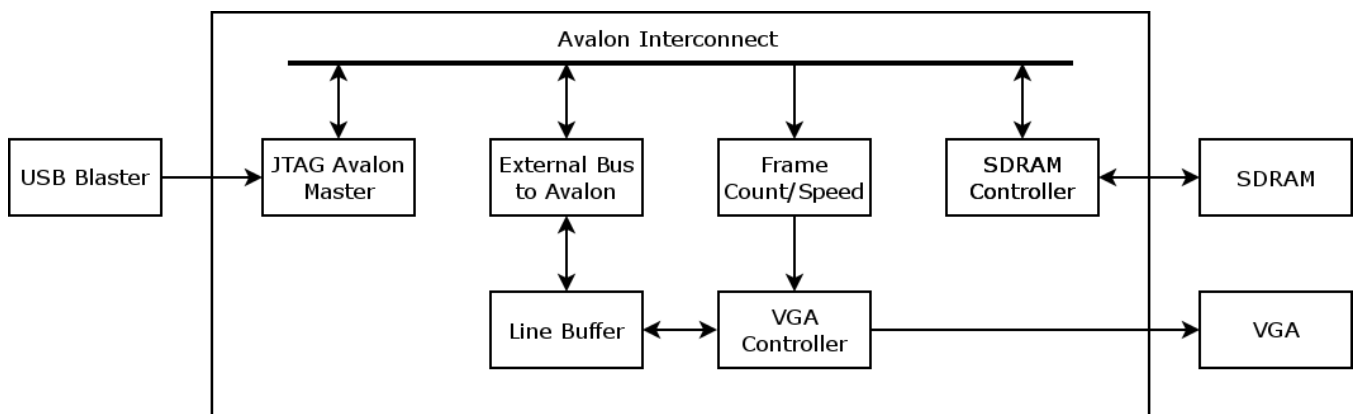 Avalon Interconnect
USB Blaster
JTAG Avalon
Master
External Bus
to Avalon
Frame
Count/Speed
SDRAM
Controller
SDRAM
Line Buffer
VGA
Controller
VGA